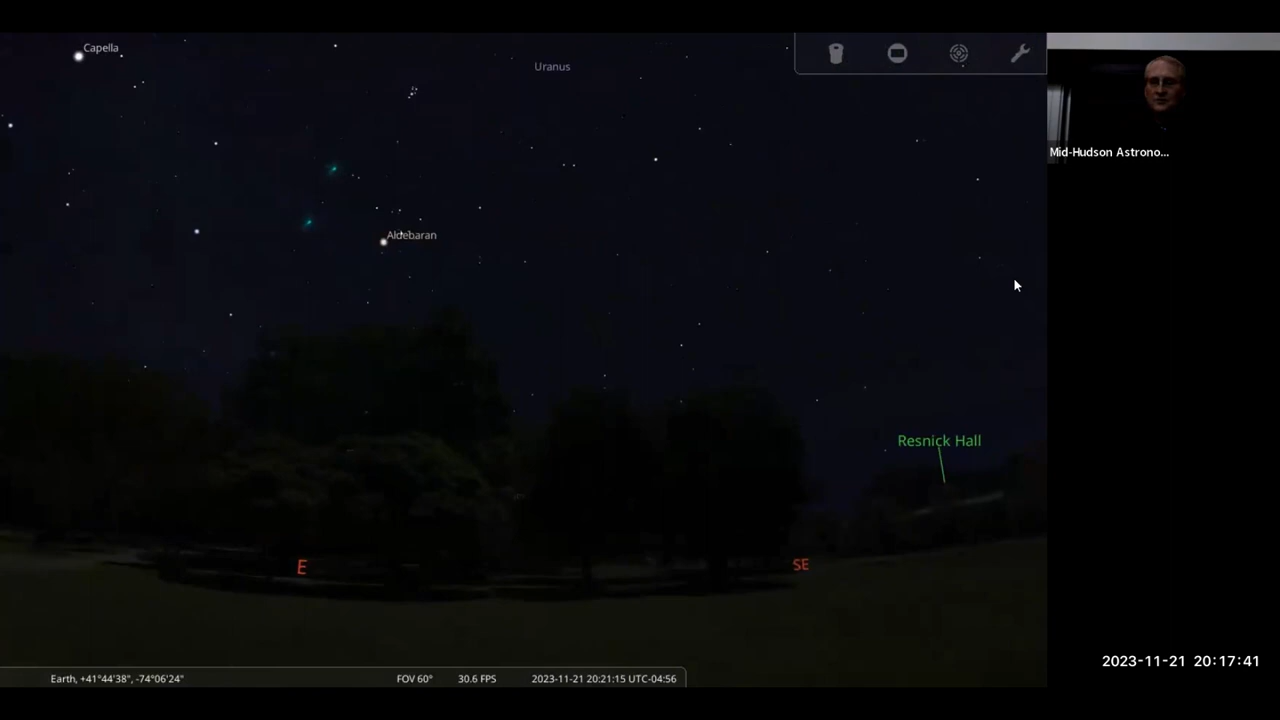 Capella
Uranus
Aldebaran
Mid-Hudson Astrono...
Resnick Hall
E
SE
2023-11-21 20:17:41
Earth, +41°44'38", -74°06'24" FOV 60° 30.6 FPS 2023-11-21 20:21:15 UTC-04:56